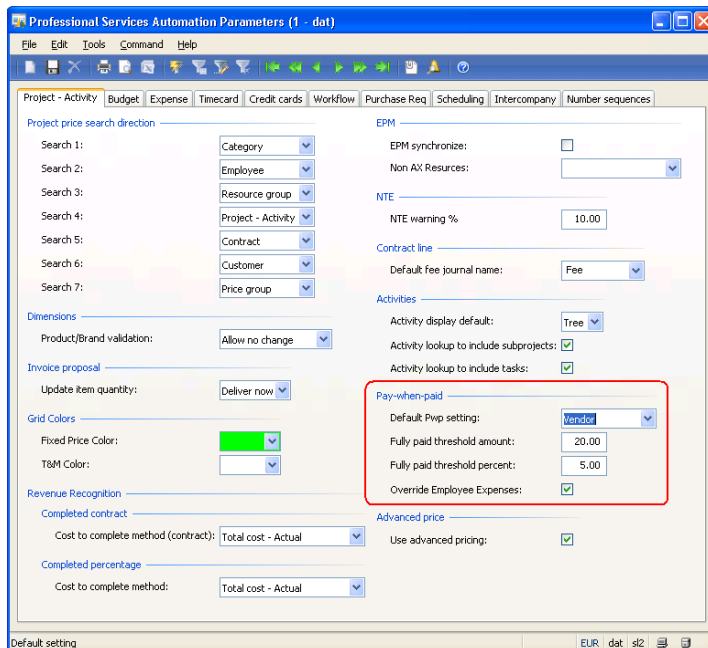 Professional Services Automation Parameters (1 - dat)
File Edit Tools Command Help
Project - Activity Budget Expense Timecard Credit cards Workflow Purchase Req Scheduling Intercompany Number sequences
Project price search direction
Search 1: Category
Search 2: Employee
Search 3: Resource group
Search 4: Project - Activity
Search 5: Contract
Search 6: Customer
Search 7: Price group
Dimensions
Product/Brand validation: Allow no change
Invoice proposal
Update item quantity: Deliver now
Grid Colors
Fixed Price Color:
T&M Color:
Revenue Recognition
Completed contract
Cost to complete method (contract): Total cost - Actual
Completed percentage
Cost to complete method: Total cost - Actual
EPM
EPM synchronize:
Non AX Resurces:
NTE
NTE warning % 10.00
Contract line
Default fee journal name: Fee
Activities
Activity display default: Tree
Activity lookup to include subprojects:
Activity lookup to include tasks:
Pay-when-paid
Default Pwp setting: Vendor
Fully paid threshold amount: 20.00
Fully paid threshold percent: 5.00
Override Employee Expenses:
Advanced price
Use advanced pricing:
Default setting EUR dat sl2